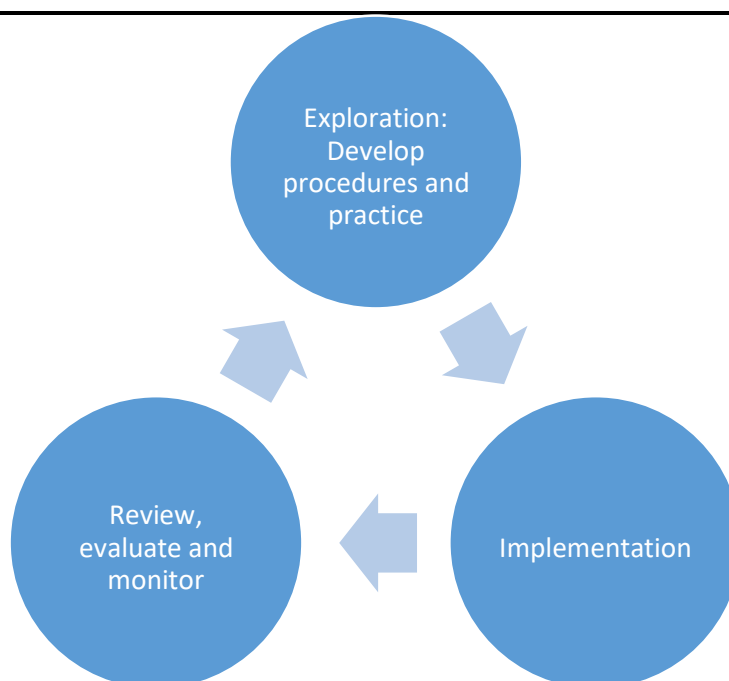 Exploration:
Develop
procedures and
practice
Implementation
Review,
evaluate and
monitor